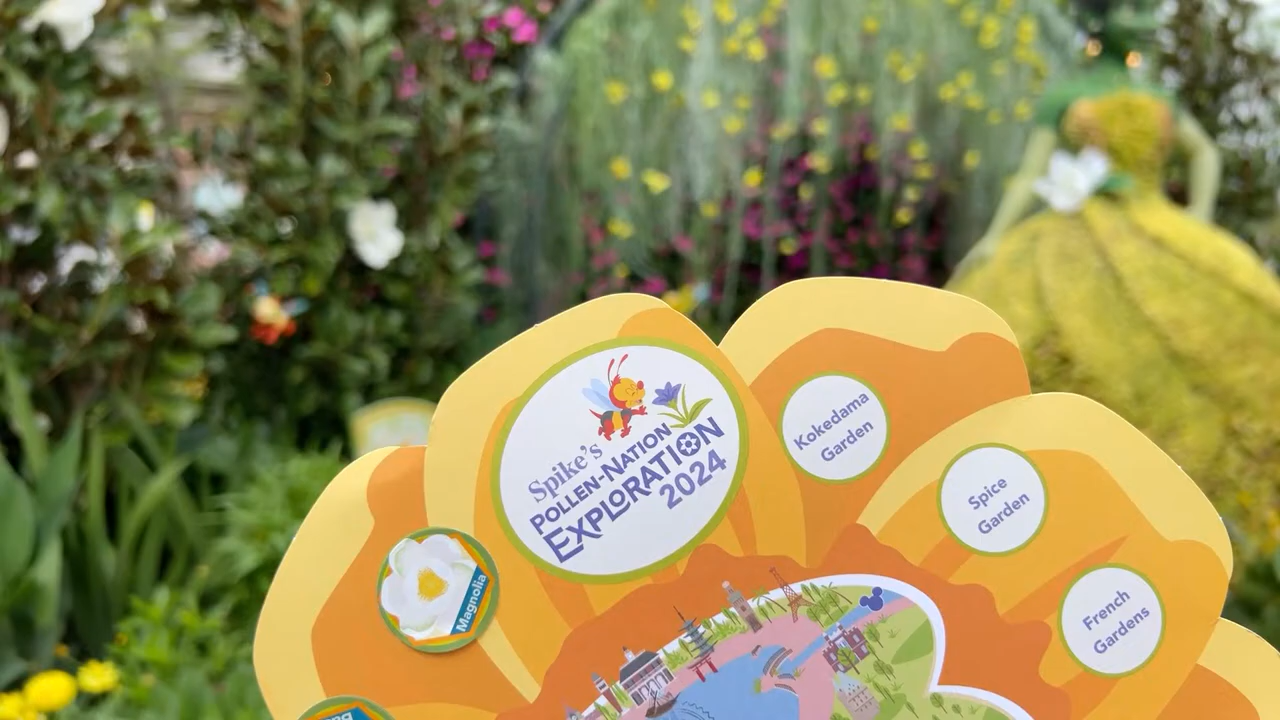 Spike's
POLLEN-NATION
EXPLORATION
2024
Kokedama
Garden
Spice
Garden
French
Gardens
Magnolia